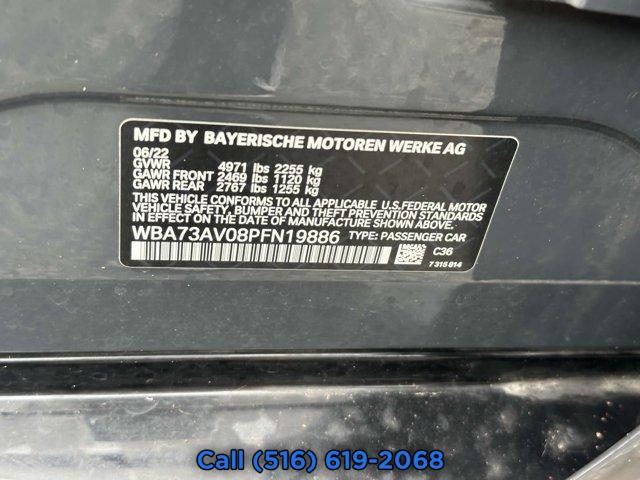 MFD BY BAYERISCHE MOTOREN WERKE AG
06/22
GVWR 4971 lbs 2255 kg
GAWR FRONT 2469 lbs 1120 kg
GAWR REAR 2767 lbs 1255 kg
THIS VEHICLE CONFORMS TO ALL APPLICABLE U.S.FEDERAL MOTOR
VEHICLE SAFETY, BUMPER AND THEFT PREVENTION STANDARDS IN
EFFECT ON THE DATE OF MANUFACTURE SHOWN ABOVE.
WBA73AV08PFN19886 TYPE: PASSENGER CAR
C36
7315814
Call (516) 619-2068